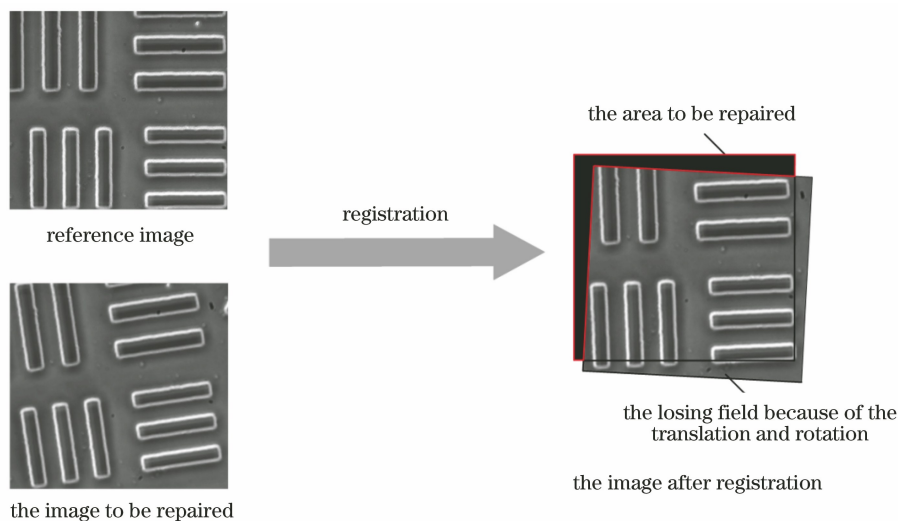 reference image
the image to be repaired
registration
the area to be repaired
the losing field because of the
translation and rotation
the image after registration